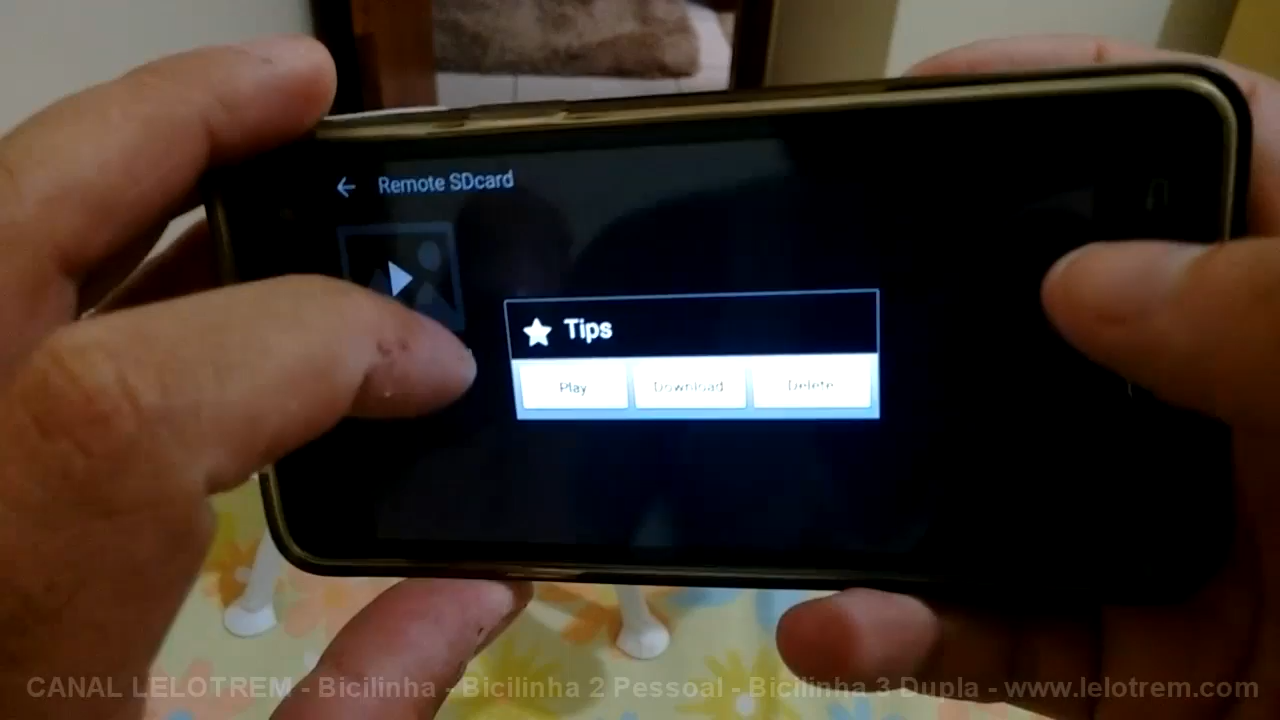 Remote SDcard
Tips
Play
Download
Delete
CANAL LELOTREM - Bicilinha - Bicilinha 2 Pessoal - Bicilinha 3 Dupla - www.lelotrem.com